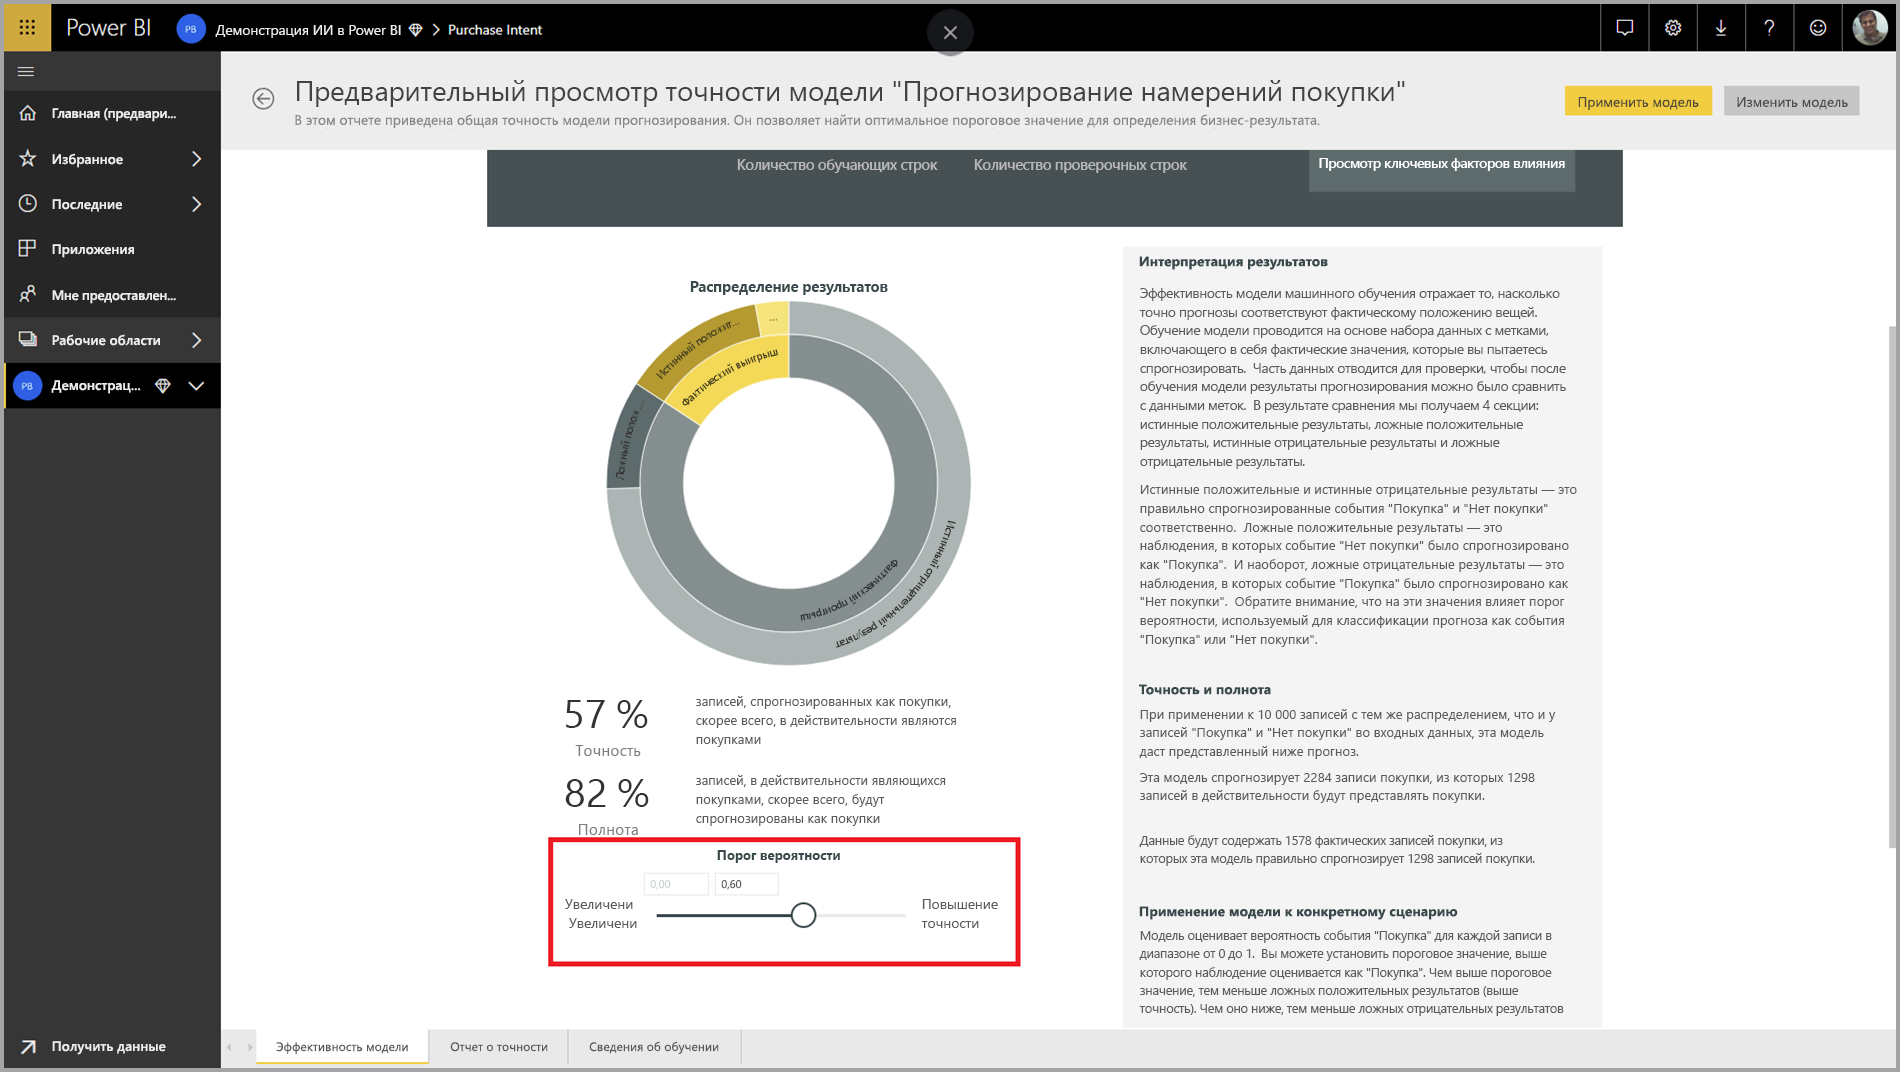 Power BI
PB
Демонстрация ИИ в Power BI
Purchase Intent
?
Главная (предвари...
Избранное
Последние
Приложения
Мне предоставлен...
Рабочие области
PB
Демонстрац...
Получить данные
Предварительный просмотр точности модели "Прогнозирование намерений покупки"
В этом отчете приведена общая точность модели прогнозирования. Он позволяет найти оптимальное пороговое значение для определения бизнес-результата.
Применить модель
Изменить модель
Количество обучающих строк
Количество проверочных строк
Просмотр ключевых факторов влияния
Распределение результатов
...
Истинный положит...
Фактический выигрыш
Ложный полож...
Фактический проигрыш
Истинный отрицательный результат
57 %
Точность
записей, спрогнозированных как покупки,
скорее всего, в действительности являются
покупками
82 %
Полнота
записей, в действительности являющихся
покупками, скорее всего, будут
спрогнозированы как покупки
Порог вероятности
0,00
0,60
Увеличени
Увеличени
Повышение
точности
Интерпретация результатов
Эффективность модели машинного обучения отражает то, насколько
точно прогнозы соответствуют фактическому положению вещей.
Обучение модели проводится на основе набора данных с метками,
включающего в себя фактические значения, которые вы пытаетесь
спрогнозировать. Часть данных отводится для проверки, чтобы после
обучения модели результаты прогнозирования можно было сравнить
с данными меток. В результате сравнения мы получаем 4 секции:
истинные положительные результаты, ложные положительные
результаты, истинные отрицательные результаты и ложные
отрицательные результаты.
Истинные положительные и истинные отрицательные результаты — это
правильно спрогнозированные события "Покупка" и "Нет покупки"
соответственно. Ложные положительные результаты — это
наблюдения, в которых событие "Нет покупки" было спрогнозировано
как "Покупка". И наоборот, ложные отрицательные результаты — это
наблюдения, в которых событие "Покупка" было спрогнозировано как
"Нет покупки". Обратите внимание, что на эти значения влияет порог
вероятности, используемый для классификации прогноза как события
"Покупка" или "Нет покупки".
Точность и полнота
При применении к 10 000 записей с тем же распределением, что и у
записей "Покупка" и "Нет покупки" во входных данных, эта модель
даст представленный ниже прогноз.
Эта модель спрогнозирует 2284 записи покупки, из которых 1298
записей в действительности будут представлять покупки.
Данные будут содержать 1578 фактических записей покупки, из
которых эта модель правильно спрогнозирует 1298 записей покупки.
Применение модели к конкретному сценарию
Модель оценивает вероятность события "Покупка" для каждой записи в
диапазоне от 0 до 1. Вы можете установить пороговое значение, выше
которого наблюдение оценивается как "Покупка". Чем выше пороговое
значение, тем меньше ложных положительных результатов (выше
точность). Чем оно ниже, тем меньше ложных отрицательных результатов
Эффективность модели
Отчет о точности
Сведения об обучении